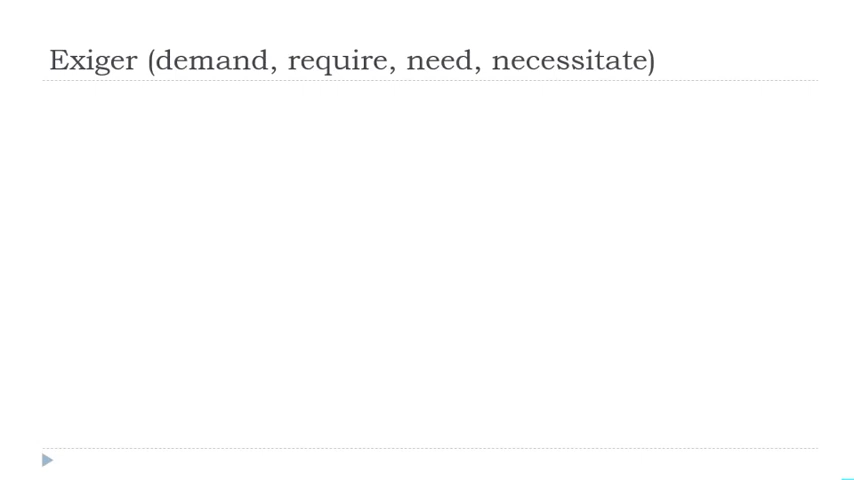 Exiger (demand, require, need, necessitate)